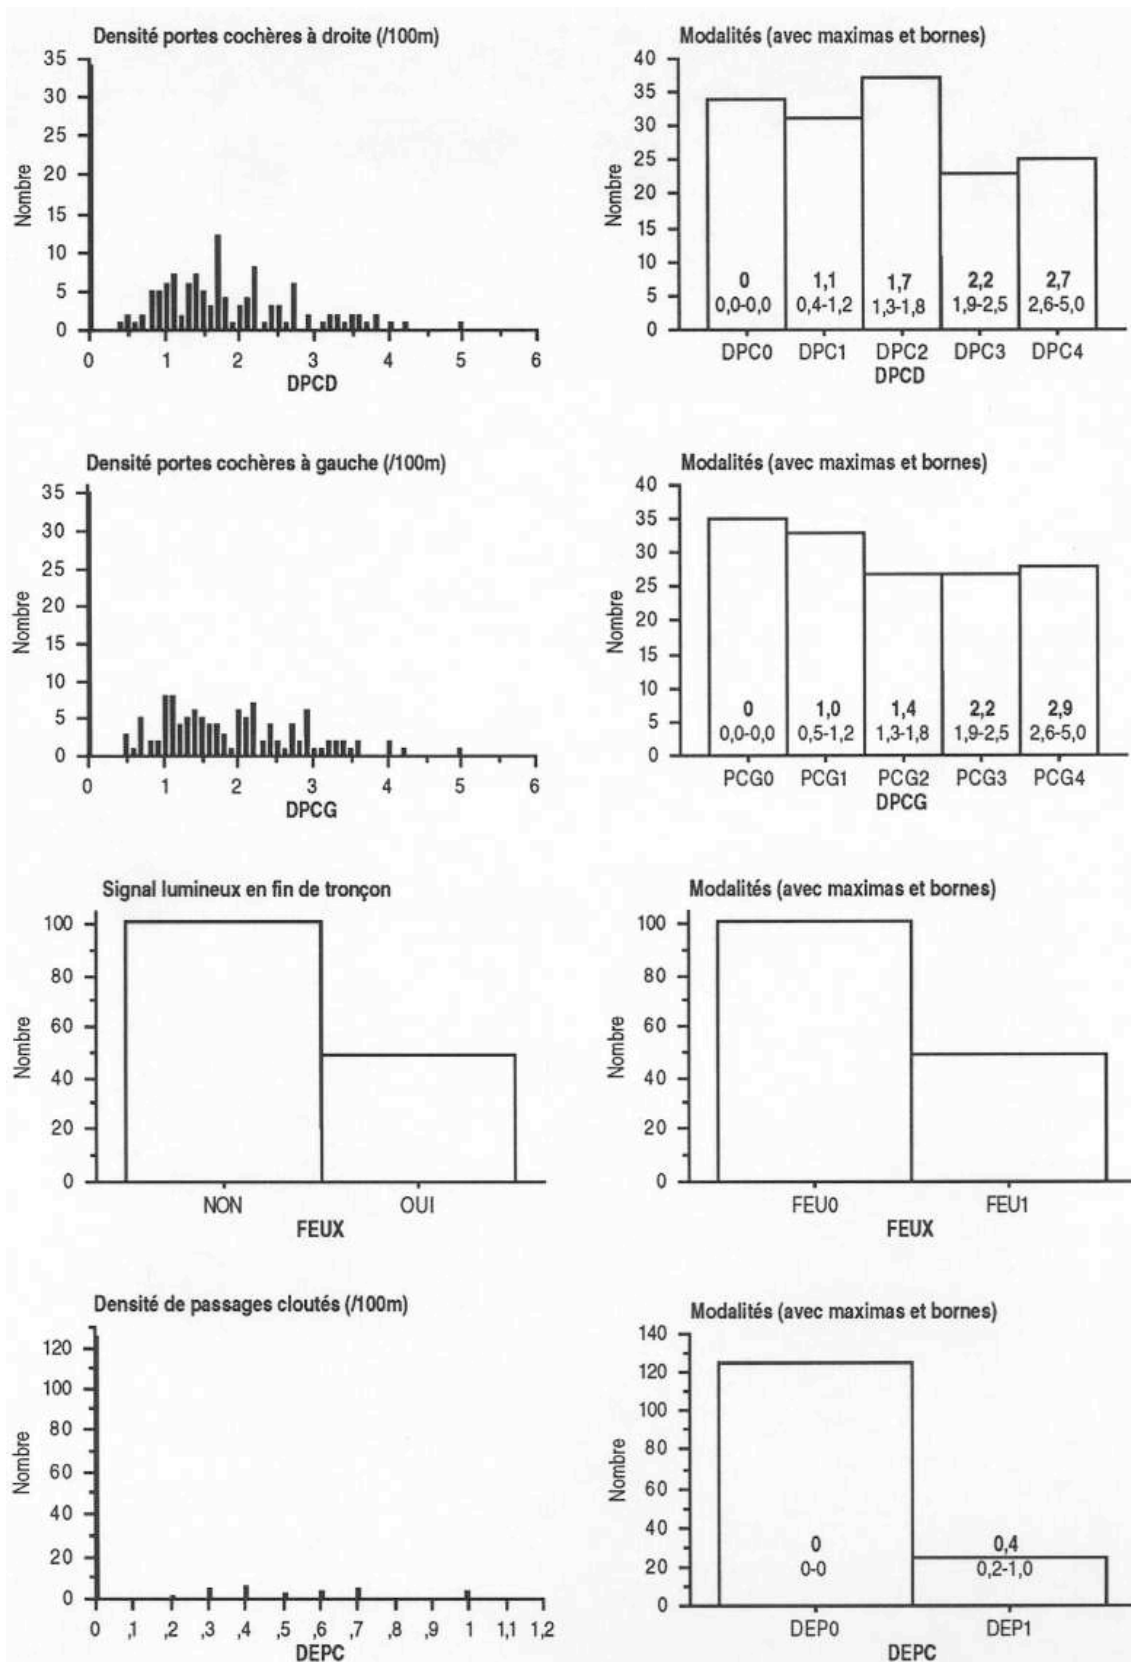 Densité portes cochères à droite (/100m)
35
30
25
20
15
10
5
0
Nombre
0 1 2 3 4 5 6
DPCD
Modalités (avec maximas et bornes)
40
35
30
25
20
15
10
5
0
Nombre
0 1,1 1,7 2,2 2,7
0,0-0,0 0,4-1,2 1,3-1,8 1,9-2,5 2,6-5,0
DPC0 DPC1 DPC2 DPC3 DPC4
DPCD
Densité portes cochères à gauche (/100m)
35
30
25
20
15
10
5
0
Nombre
0 1 2 3 4 5 6
DPCG
Modalités (avec maximas et bornes)
40
35
30
25
20
15
10
5
0
Nombre
0 1,0 1,4 2,2 2,9
0,0-0,0 0,5-1,2 1,3-1,8 1,9-2,5 2,6-5,0
PCG0 PCG1 PCG2 PCG3 PCG4
DPCG
Signal lumineux en fin de tronçon
100
80
60
40
20
0
Nombre
NON OUI
FEUX
Modalités (avec maximas et bornes)
100
80
60
40
20
0
Nombre
FEU0 FEU1
FEUX
Densité de passages cloutés (/100m)
120
100
80
60
40
20
0
Nombre
0 ,1 ,2 ,3 ,4 ,5 ,6 ,7 ,8 ,9 1 1,1 1,2
DEPC
Modalités (avec maximas et bornes)
140
120
100
80
60
40
20
0
Nombre
0 0,4
0-0 0,2-1,0
DEP0 DEP1
DEPC